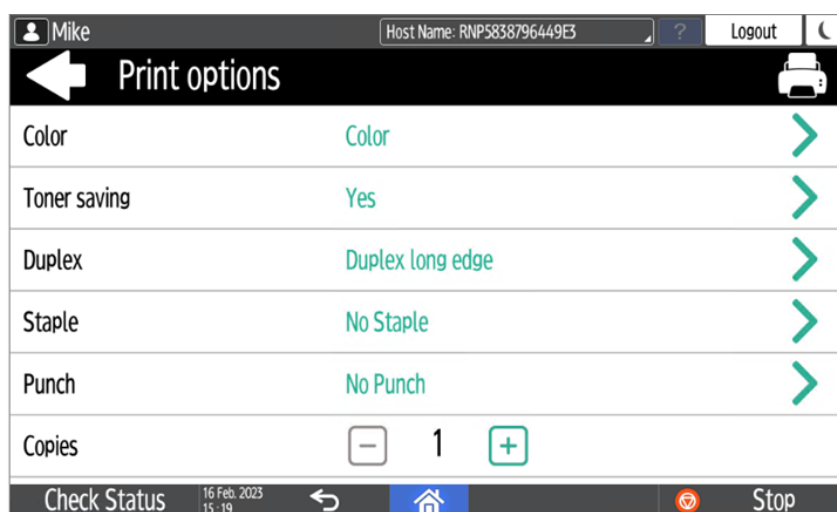 Mike Host Name: RNP5838796449E3 ? Logout
Print options
Color Color
Toner saving Yes
Duplex Duplex long edge
Staple No Staple
Punch No Punch
Copies − 1 +
Check Status 16 Feb. 2023 Stop
15:19